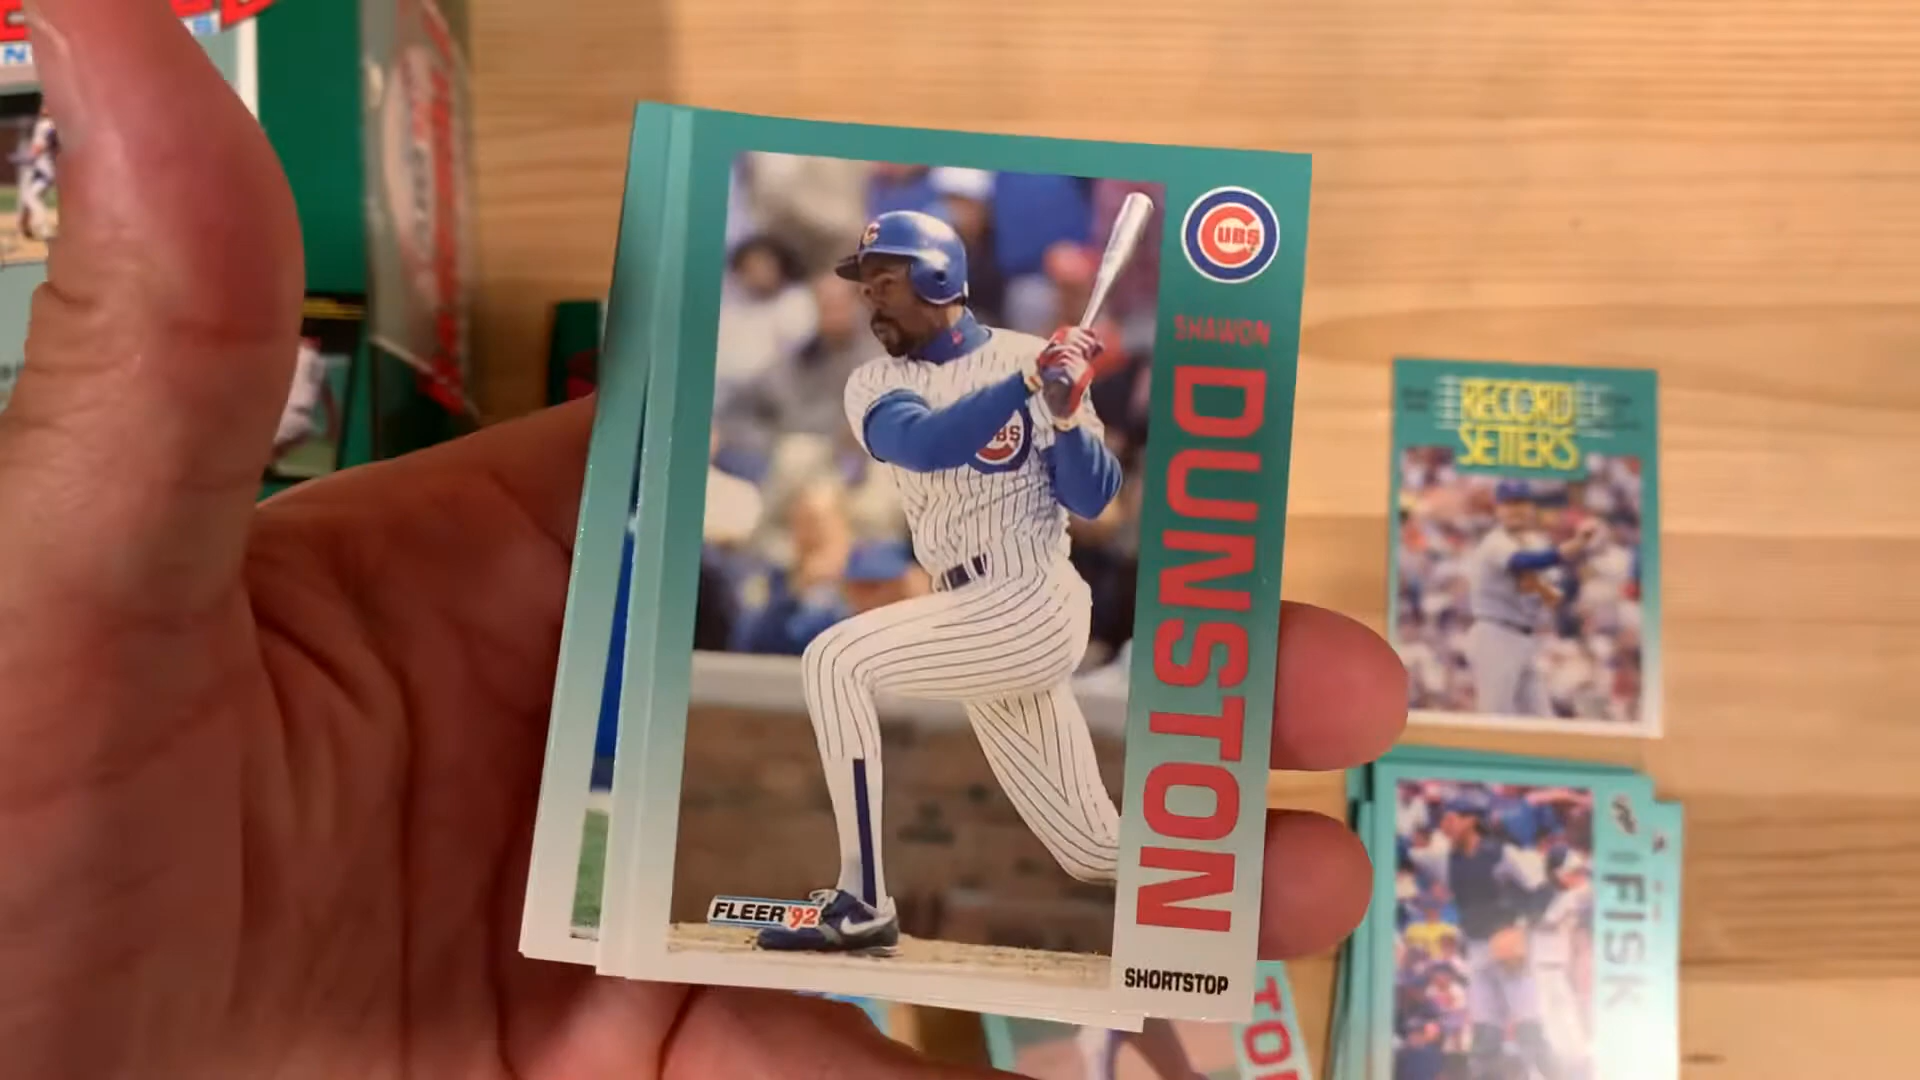 CUBS
SHAWON
DUNSTON
FLEER '92
SHORTSTOP
RECORD
SETTERS
FISK